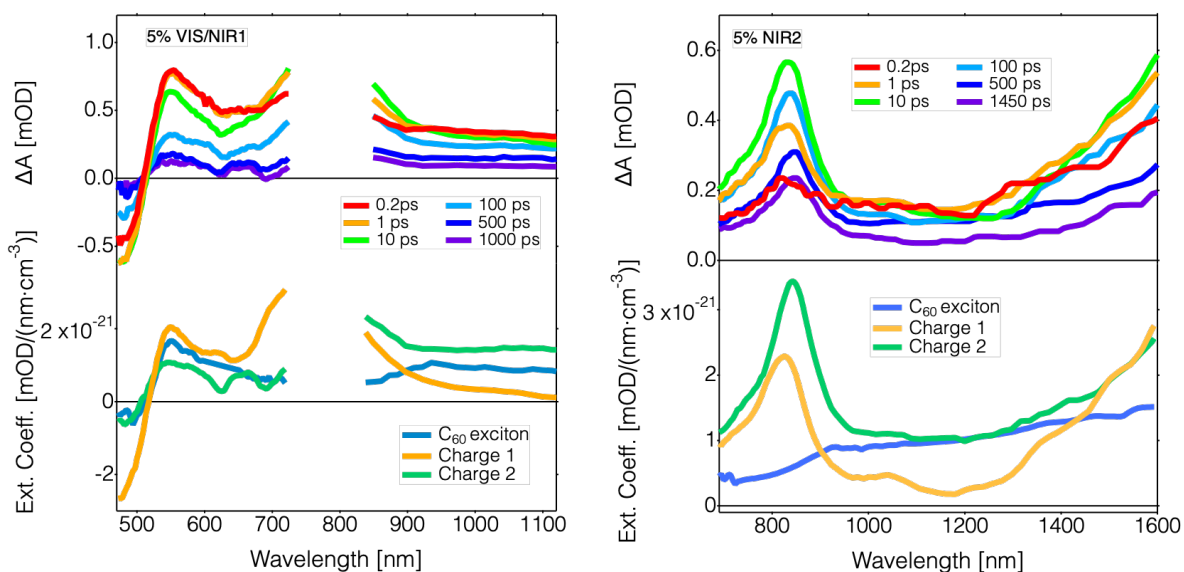 5% VIS/NIR1
ΔA [mOD]
1.0
0.5
0.0
-0.5
0.2ps
1 ps
10 ps
100 ps
500 ps
1000 ps
Ext. Coeff. [mOD/(nm·cm⁻³)]
2 x10⁻²¹
0
-2
C₆₀ exciton
Charge 1
Charge 2
500 600 700 800 900 1000 1100
Wavelength [nm]
5% NIR2
ΔA [mOD]
0.6
0.4
0.2
0.0
0.2ps
1 ps
10 ps
100 ps
500 ps
1450 ps
Ext. Coeff. [mOD/(nm·cm⁻³)]
3 x10⁻²¹
2
1
0
C₆₀ exciton
Charge 1
Charge 2
800 1000 1200 1400 1600
Wavelength [nm]